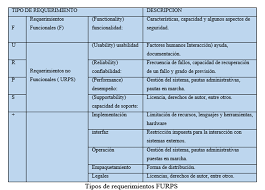 TIPO DE REQUERIMIENTO DESCRIPCION
F Requerimientos Funcionales (F) (Functionality) funcionalidad: Características, capacidad y algunos aspectos de seguridad.
U (Usability) usabilidad Factores humanos Interacción) ayuda, documentación.
R Requerimientos no Funcionales ( URPS) (Reliability) confiabilidad: Frecuencia de fallos, capacidad de recuperación de un fallo y grado de previsión.
P (Performance) desempeño: Gestión del sistema, pautas administrativas, puestas en marcha.
S (Supportability) capacidad de soporte: Licencia, derechos de autor, entre otros.
+ Implementación Limitación de recursos, lenguajes y herramientas, hardware
interfaz Restricción impuesta para la interacción con sistemas externos.
Operación Gestión del sistema, pautas administrativas, puestas en marcha.
Empaquetamiento Forma de distribución.
Legales Licencias, derechos de autor, entre otros.
Tipos de requerimientos FURPS